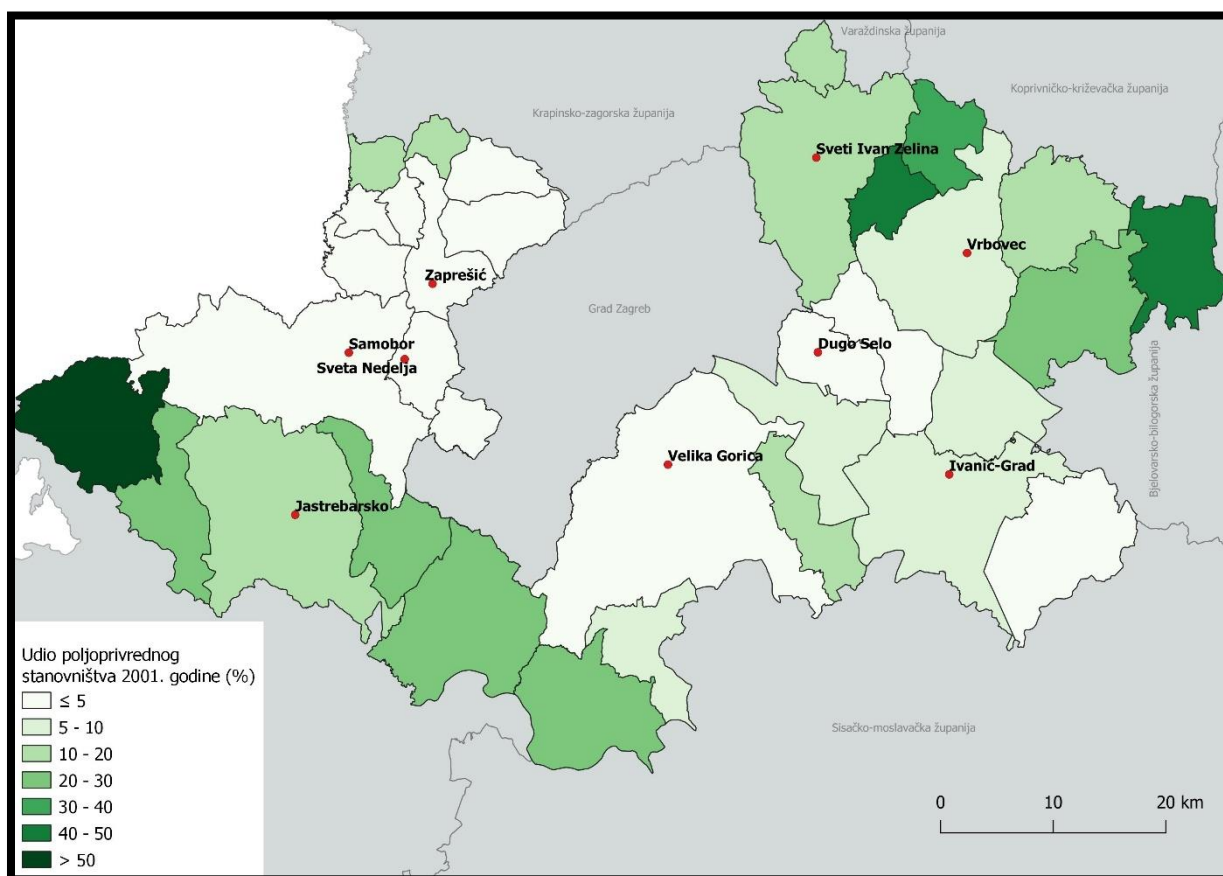 Varaždinska županija
Koprivničko-križevačka županija
Krapinsko-zagorska županija
Sveti Ivan Zelina
Vrbovec
Zaprešić
Grad Zagreb
Dugo Selo
Samobor
Sveta Nedelja
Bjelovarsko-bilogorska županija
Velika Gorica
Ivanić-Grad
Jastrebarsko
Sisačko-moslavačka županija
Udio poljoprivrednog
stanovništva 2001. godine (%)
≤ 5
5 - 10
10 - 20
20 - 30
30 - 40
40 - 50
> 50
0 10 20 km